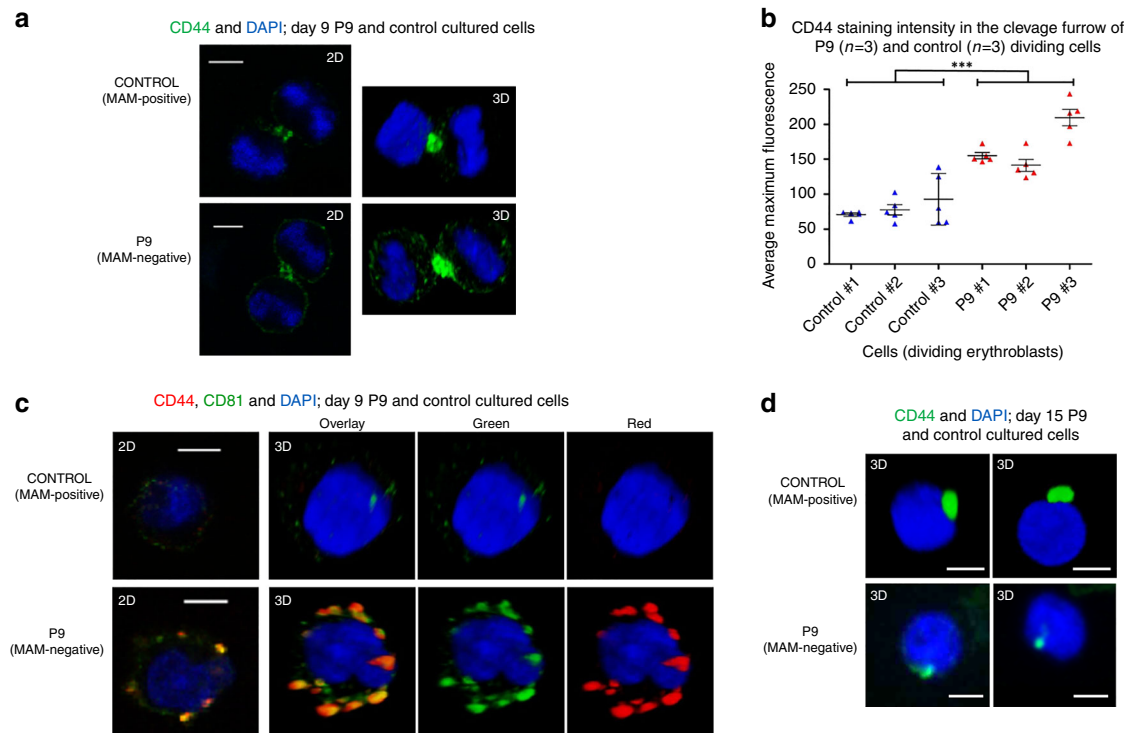 a
CD44 and DAPI; day 9 P9 and control cultured cells
CONTROL
(MAM-positive)
2D
3D
P9
(MAM-negative)
2D
3D
b
CD44 staining intensity in the cleavage furrow of
P9 (n=3) and control (n=3) dividing cells
***
Average maximum fluorescence
250
200
150
100
50
0
Control #1
Control #2
Control #3
P9 #1
P9 #2
P9 #3
Cells (dividing erythroblasts)
c
CD44, CD81 and DAPI; day 9 P9 and control cultured cells
Overlay
Green
Red
CONTROL
(MAM-positive)
2D
3D
P9
(MAM-negative)
2D
3D
d
CD44 and DAPI; day 15 P9
and control cultured cells
CONTROL
(MAM-positive)
3D
3D
P9
(MAM-negative)
3D
3D